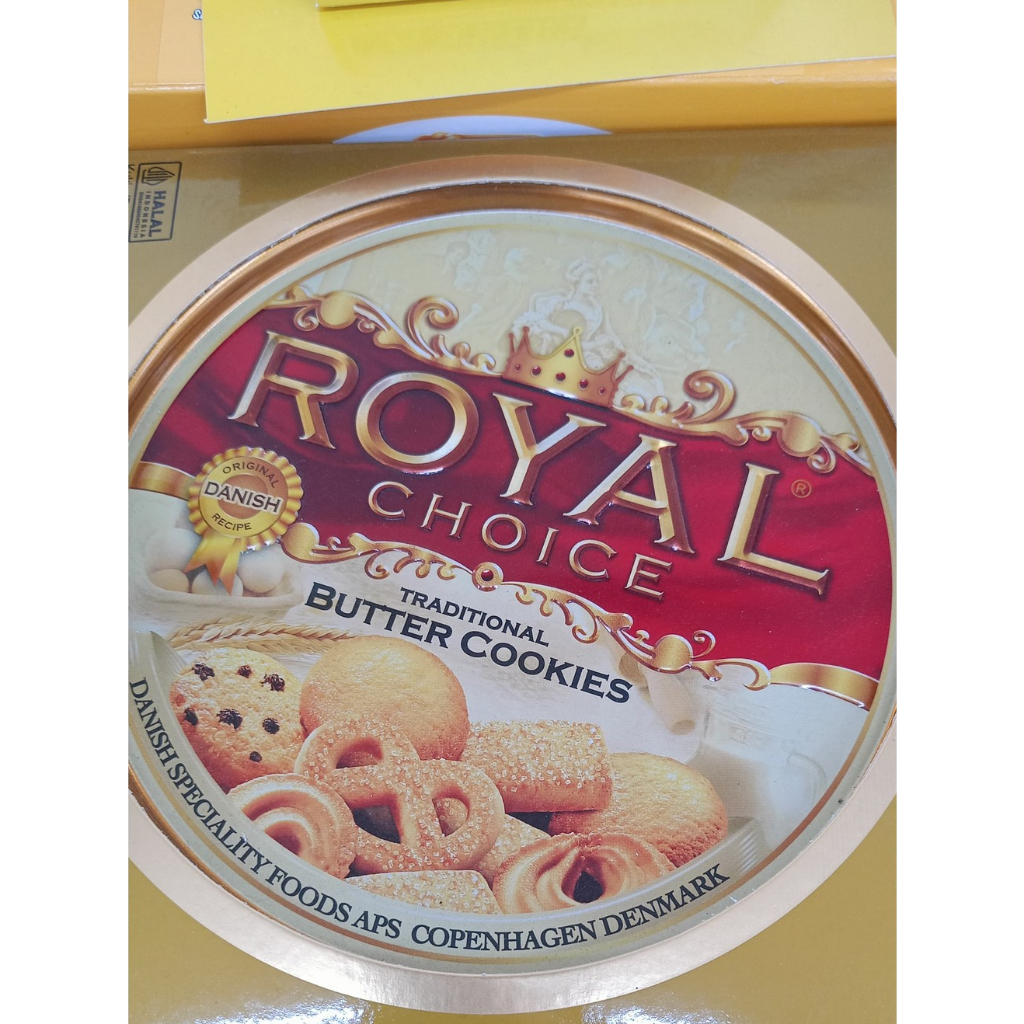 HALAL
INDONESIA
ROYAL®
CHOICE
ORIGINAL
DANISH
RECIPE
TRADITIONAL
BUTTER COOKIES
DANISH SPECIALITY FOODS APS COPENHAGEN DENMARK